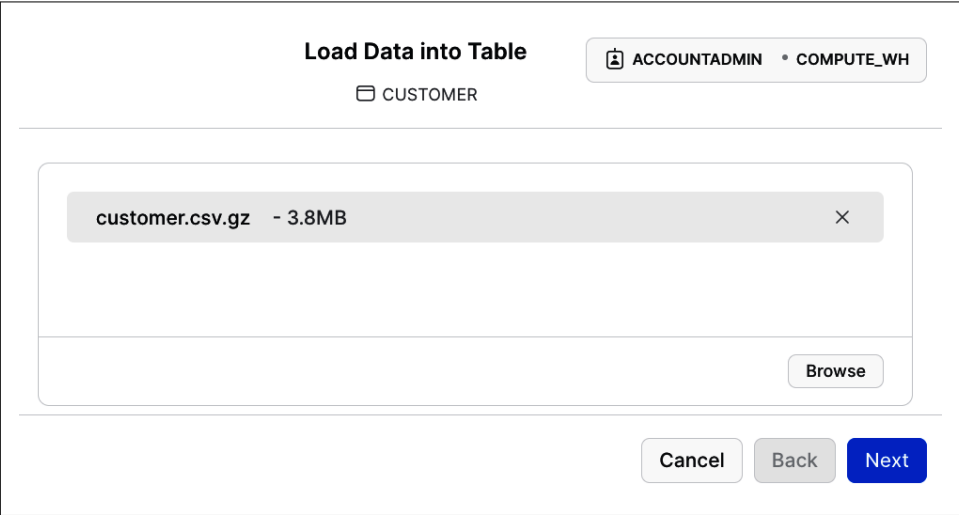 Load Data into Table
ACCOUNTADMIN • COMPUTE_WH
CUSTOMER
customer.csv.gz - 3.8MB
Browse
Cancel Back Next